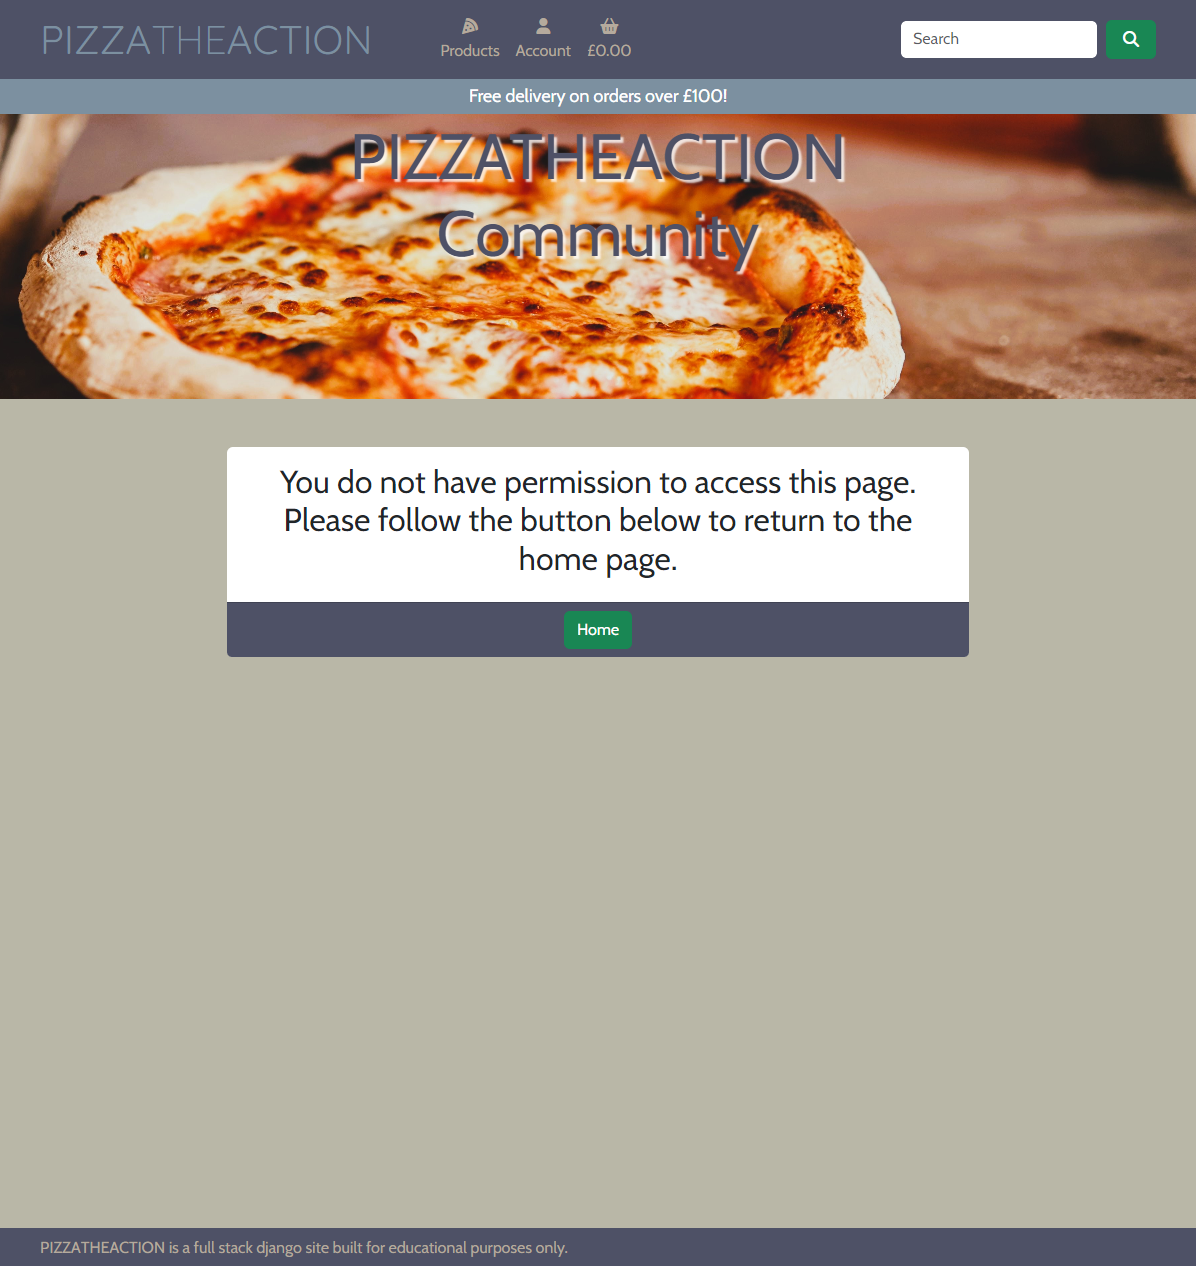 PIZZATHEACTION
Products Account £0.00
Search
Free delivery on orders over £100!
PIZZATHEACTION
Community
You do not have permission to access this page.
Please follow the button below to return to the
home page.
Home
PIZZATHEACTION is a full stack django site built for educational purposes only.